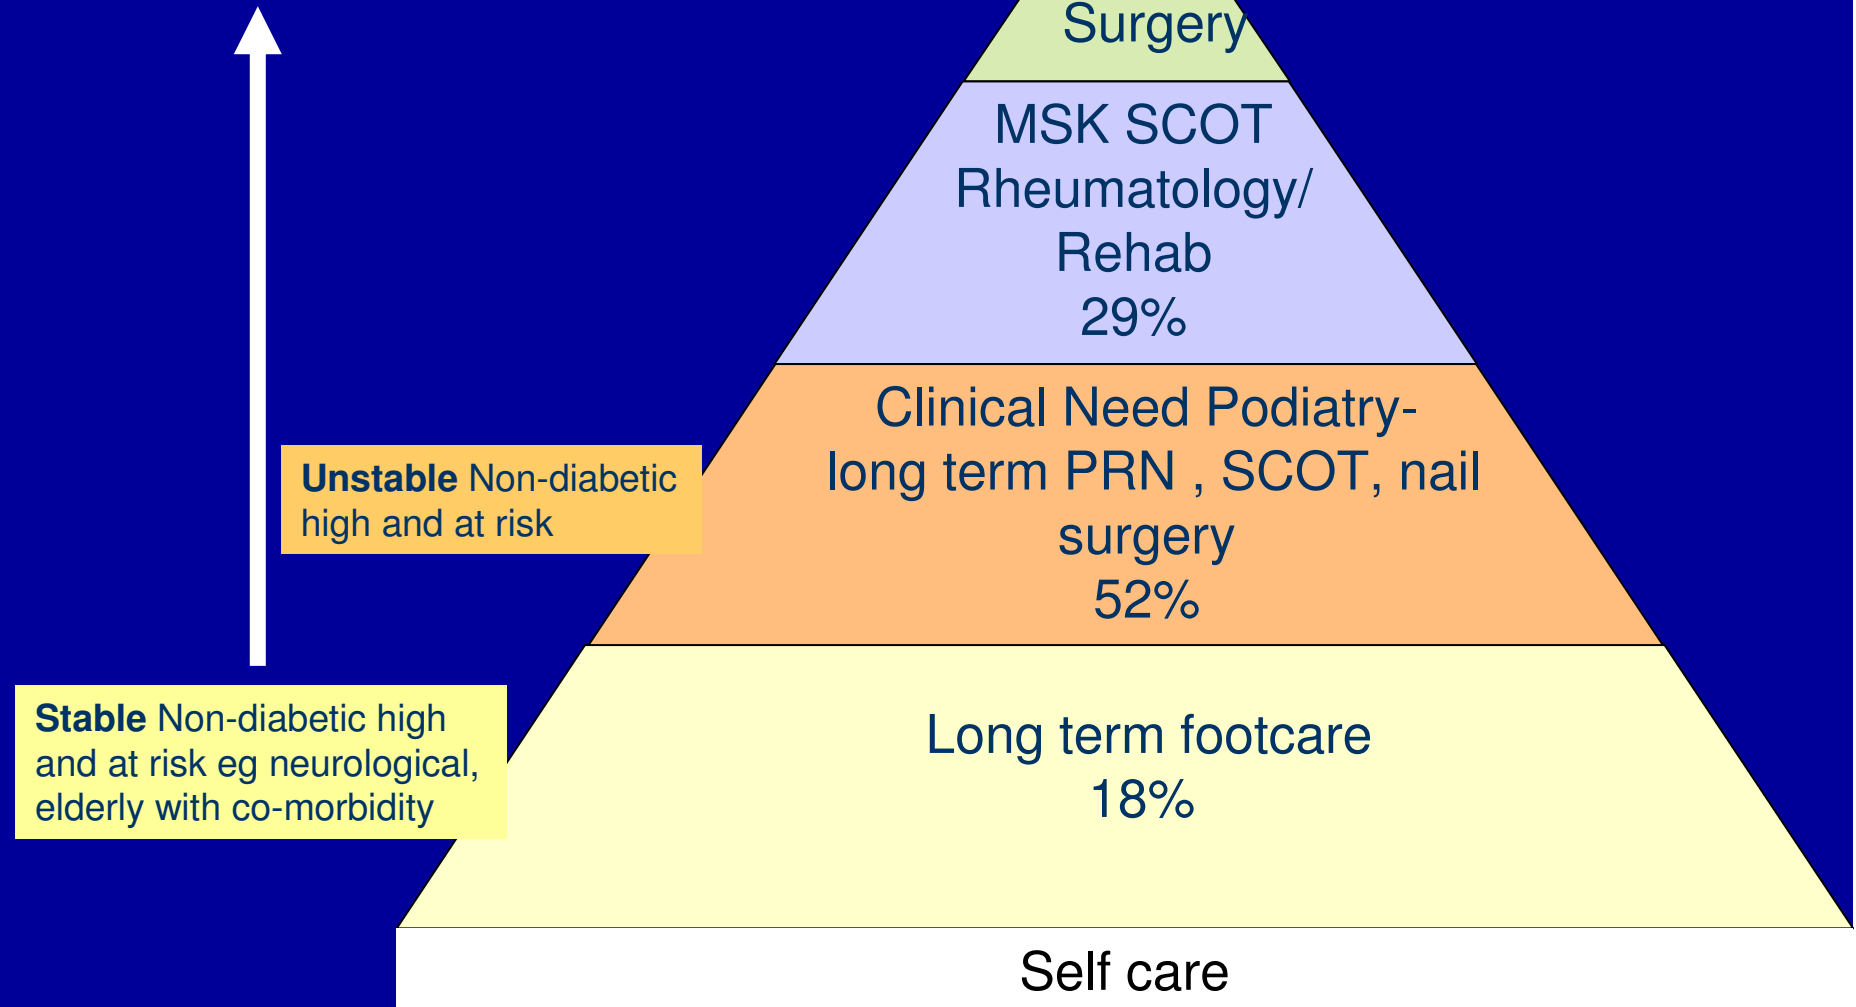 Surgery
MSK SCOT
Rheumatology/
Rehab
29%
Clinical Need Podiatry-
long term PRN , SCOT, nail
surgery
52%
Unstable Non-diabetic
high and at risk
Stable Non-diabetic high
and at risk eg neurological,
elderly with co-morbidity
Long term footcare
18%
Self care